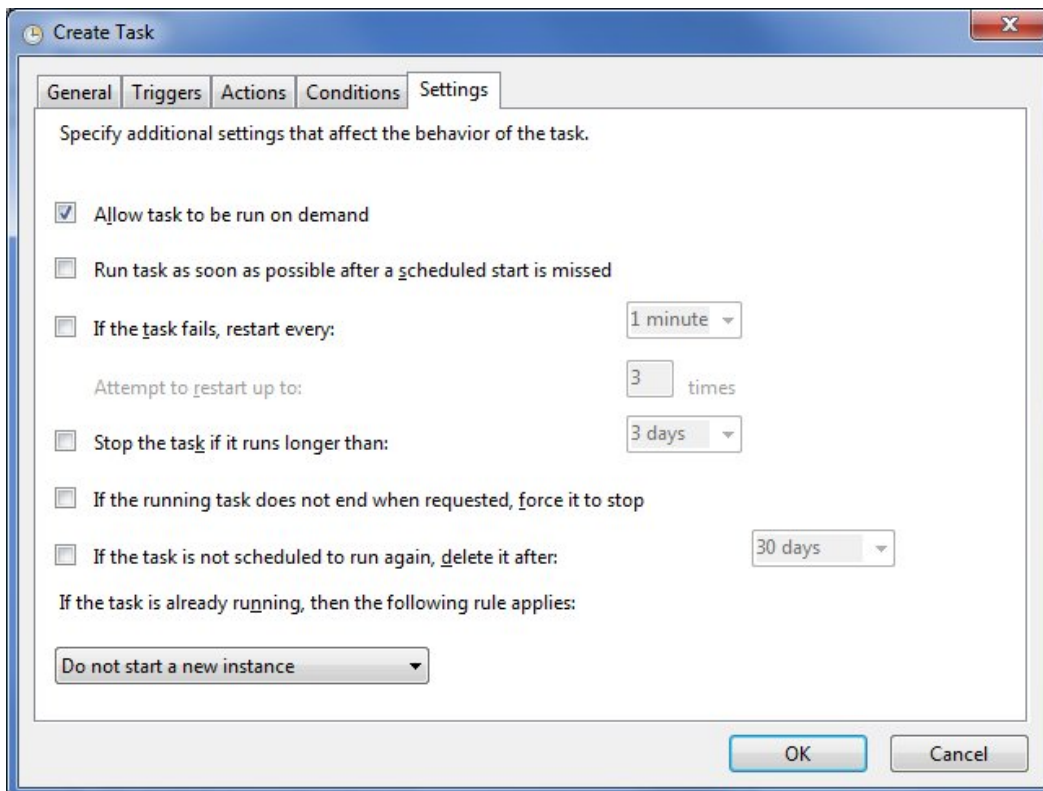 Create Task
General Triggers Actions Conditions Settings
Specify additional settings that affect the behavior of the task.
Allow task to be run on demand
Run task as soon as possible after a scheduled start is missed
If the task fails, restart every: 1 minute
Attempt to restart up to: 3 times
Stop the task if it runs longer than: 3 days
If the running task does not end when requested, force it to stop
If the task is not scheduled to run again, delete it after: 30 days
If the task is already running, then the following rule applies:
Do not start a new instance
OK Cancel